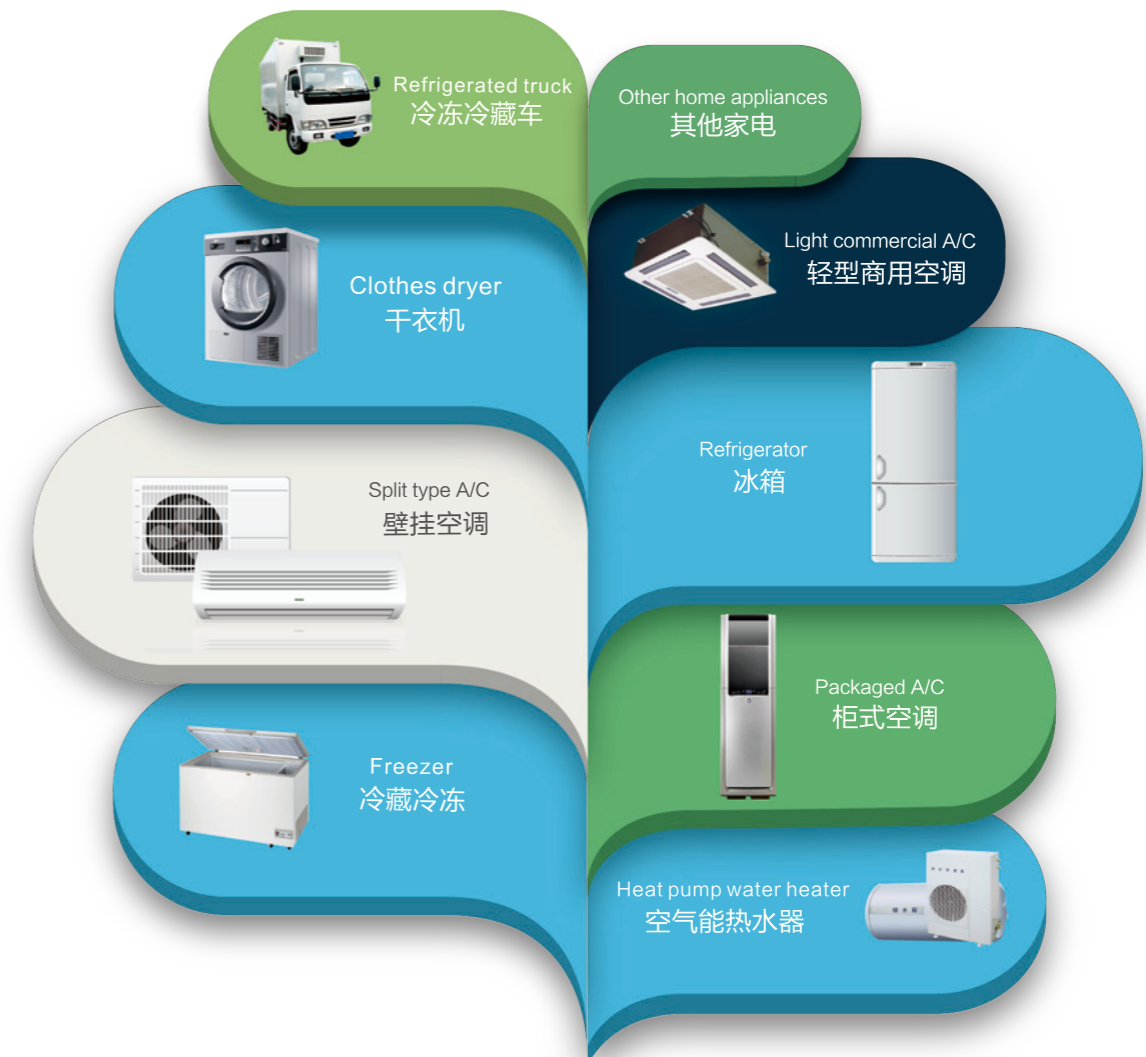 Refrigerated truck
冷冻冷藏车
Other home appliances
其他家电
Clothes dryer
干衣机
Light commercial A/C
轻型商用空调
Split type A/C
壁挂空调
Refrigerator
冰箱
Freezer
冷藏冷冻
Packaged A/C
柜式空调
Heat pump water heater
空气能热水器